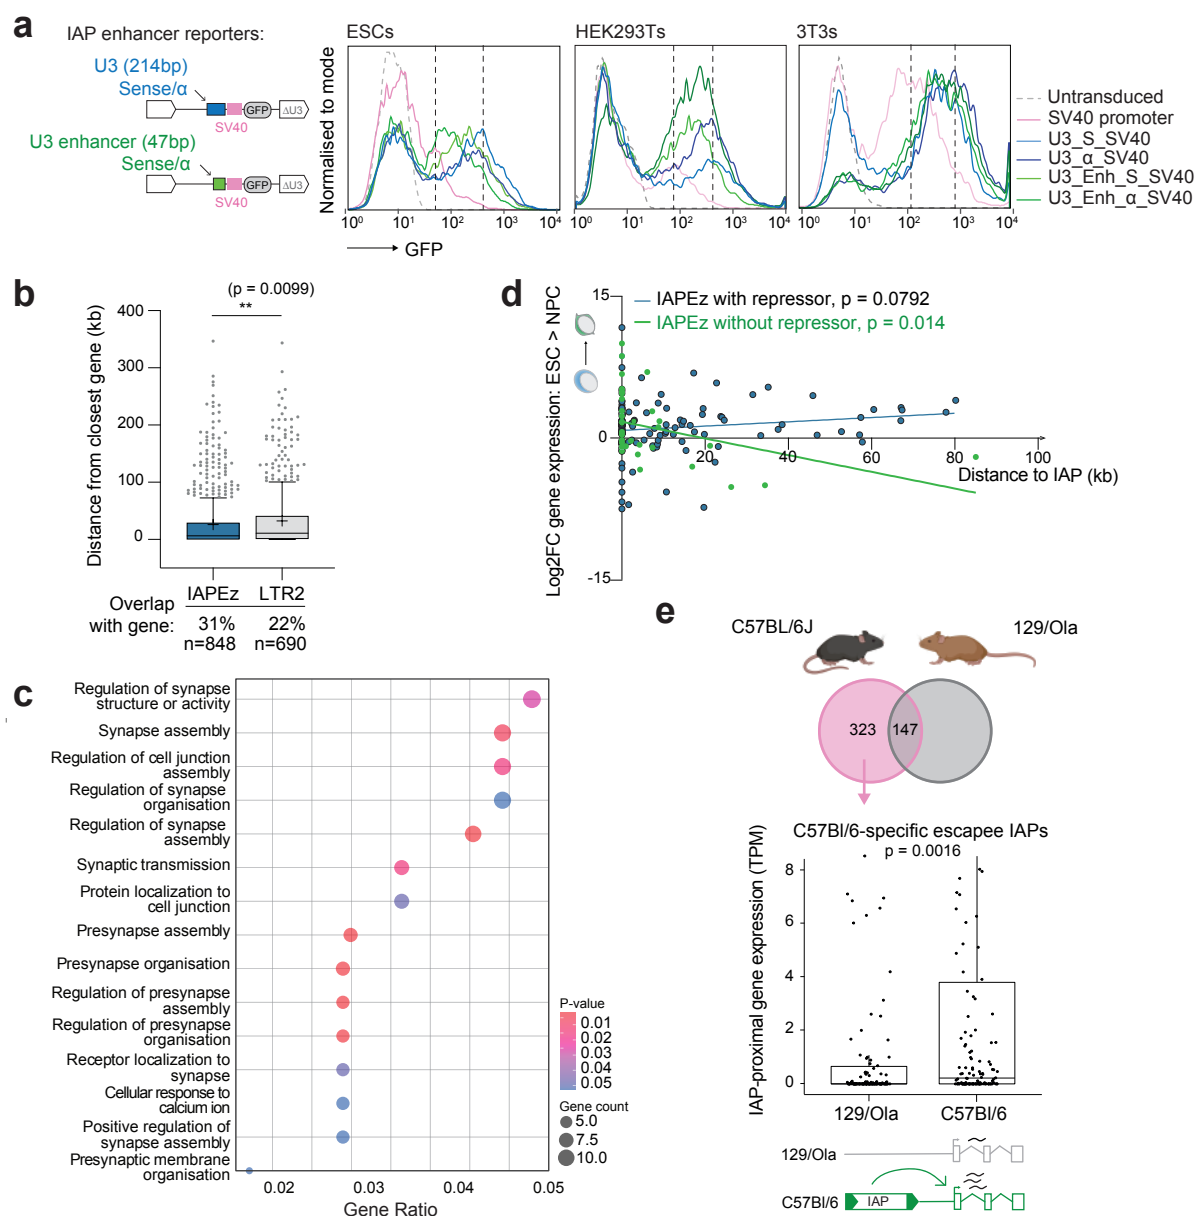 a
IAP enhancer reporters:
U3 (214bp)
Sense/α
SV40
GFP
ΔU3
U3 enhancer (47bp)
Sense/α
SV40
GFP
ΔU3
Normalised to mode
ESCs
HEK293Ts
3T3s
10⁰ 10¹ 10² 10³ 10⁴
10⁰ 10¹ 10² 10³ 10⁴
10⁰ 10¹ 10² 10³ 10⁴
GFP
Untransduced
SV40 promoter
U3_S_SV40
U3_α_SV40
U3_Enh_S_SV40
U3_Enh_α_SV40
b
(p = 0.0099)
**
Distance from closest gene (kb)
400
300
200
100
0
IAPEz LTR2
Overlap with gene:
31% 22%
n=848 n=690
d
Log2FC gene expression: ESC > NPC
15
0
-15
IAPEz with repressor, p = 0.0792
IAPEz without repressor, p = 0.014
20 40 60 80 100
Distance to IAP (kb)
c
Regulation of synapse
structure or activity
Synapse assembly
Regulation of cell junction
assembly
Regulation of synapse
organisation
Regulation of synapse
assembly
Synaptic transmission
Protein localization to
cell junction
Presynapse assembly
Presynapse organisation
Regulation of presynapse
assembly
Regulation of presynapse
organisation
Receptor localization to
synapse
Cellular response to
calcium ion
Positive regulation of
synapse assembly
Presynaptic membrane
organisation
0.02 0.03 0.04 0.05
Gene Ratio
P-value
0.01
0.02
0.03
0.04
0.05
Gene count
5.0
7.5
10.0
e
C57BL/6J
129/Ola
323 147
C57Bl/6-specific escapee IAPs
p = 0.0016
IAP-proximal gene expression (TPM)
8
6
4
2
0
129/Ola C57Bl/6
129/Ola
C57Bl/6
IAP